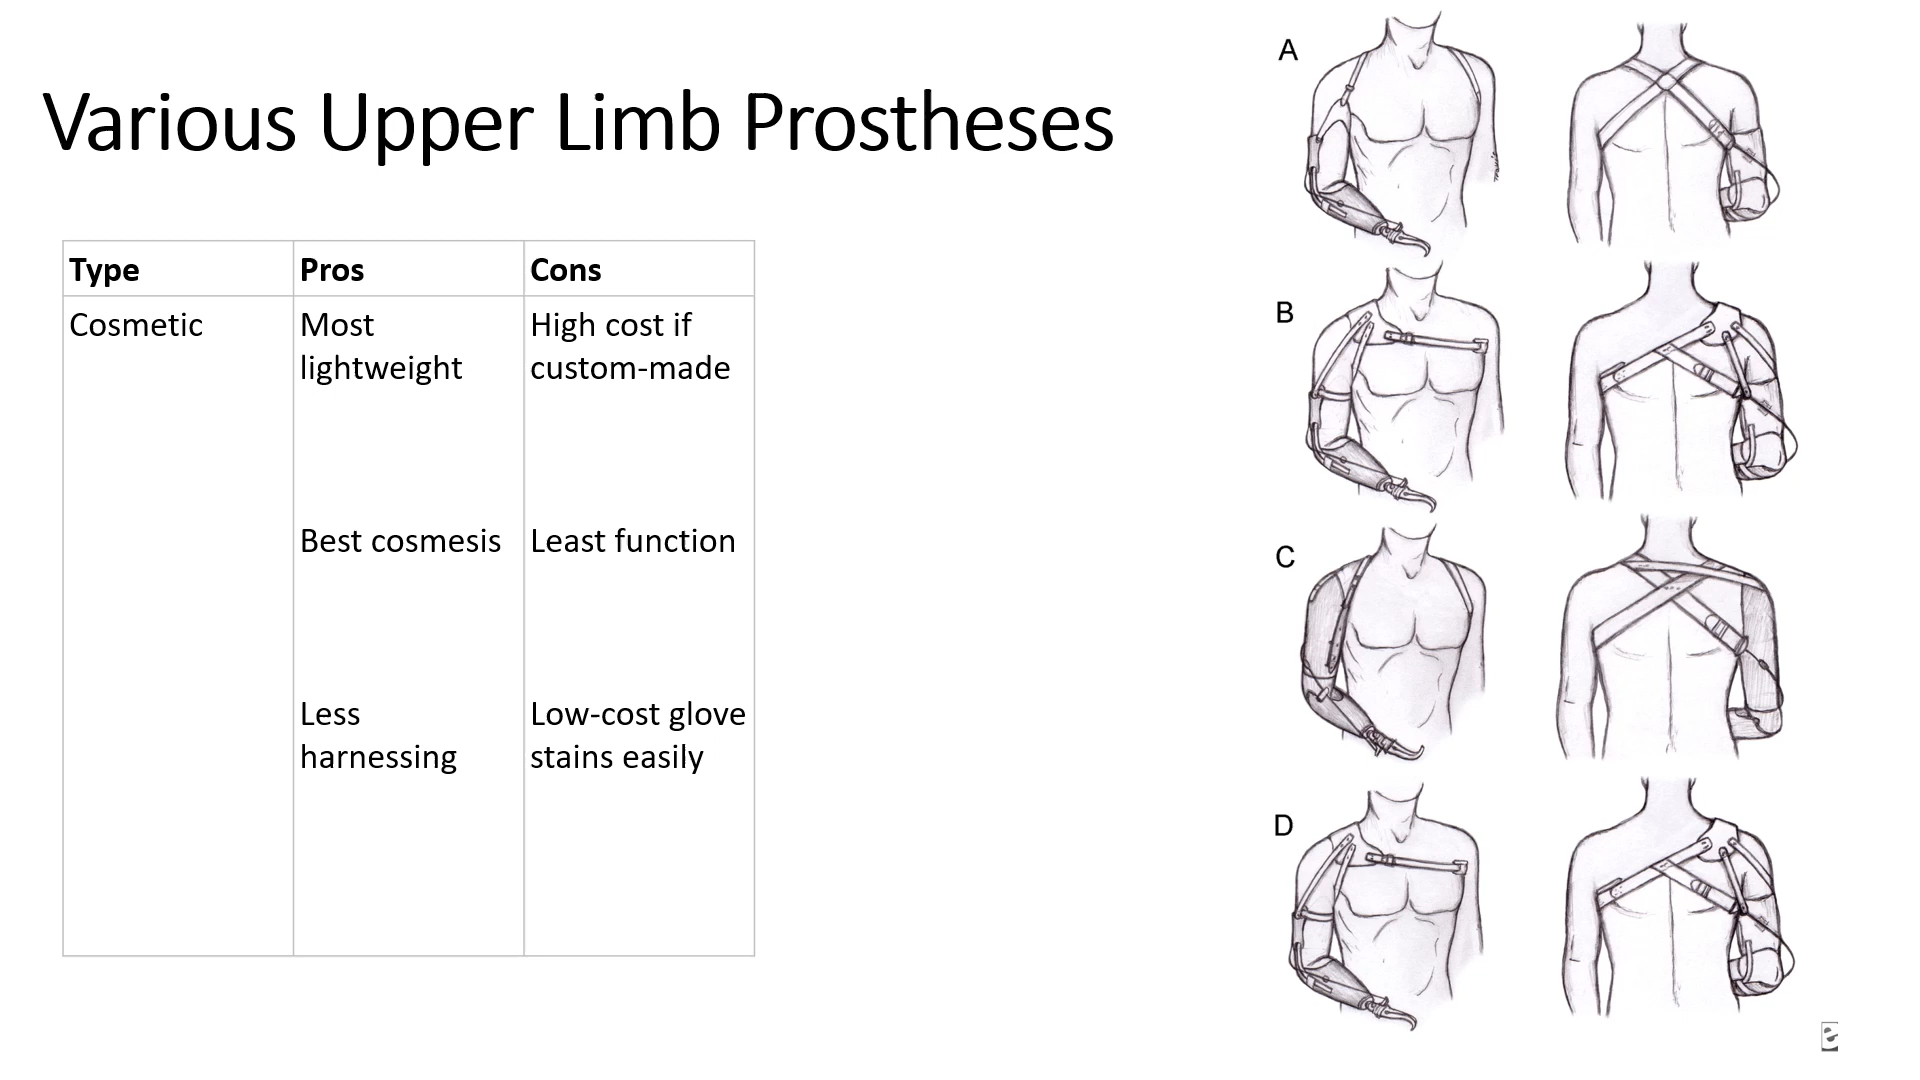 Various Upper Limb Prostheses
Type Pros Cons
Cosmetic Most lightweight High cost if custom-made
Best cosmesis Least function
Less harnessing Low-cost glove stains easily
A
B
C
D
e